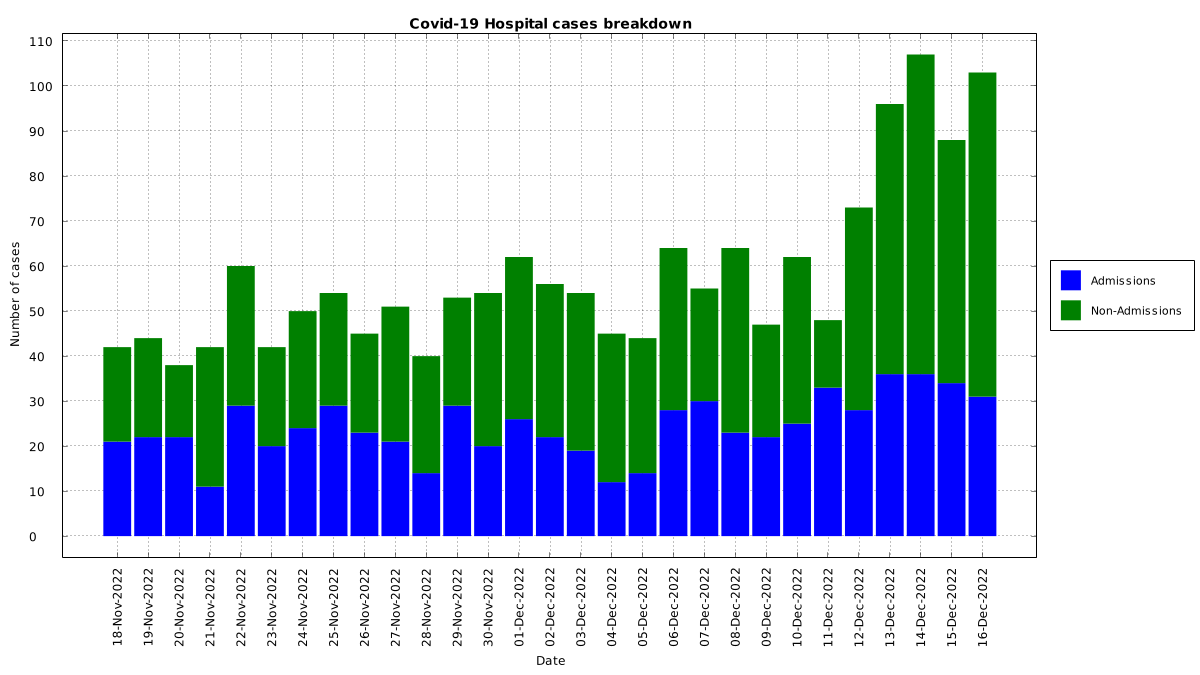 Covid-19 Hospital cases breakdown
110
100
90
80
70
60
50
40
30
20
10
0
Number of cases
Admissions
Non-Admissions
18-Nov-2022
19-Nov-2022
20-Nov-2022
21-Nov-2022
22-Nov-2022
23-Nov-2022
24-Nov-2022
25-Nov-2022
26-Nov-2022
27-Nov-2022
28-Nov-2022
29-Nov-2022
30-Nov-2022
01-Dec-2022
02-Dec-2022
03-Dec-2022
04-Dec-2022
05-Dec-2022
06-Dec-2022
07-Dec-2022
08-Dec-2022
09-Dec-2022
10-Dec-2022
11-Dec-2022
12-Dec-2022
13-Dec-2022
14-Dec-2022
15-Dec-2022
16-Dec-2022
Date